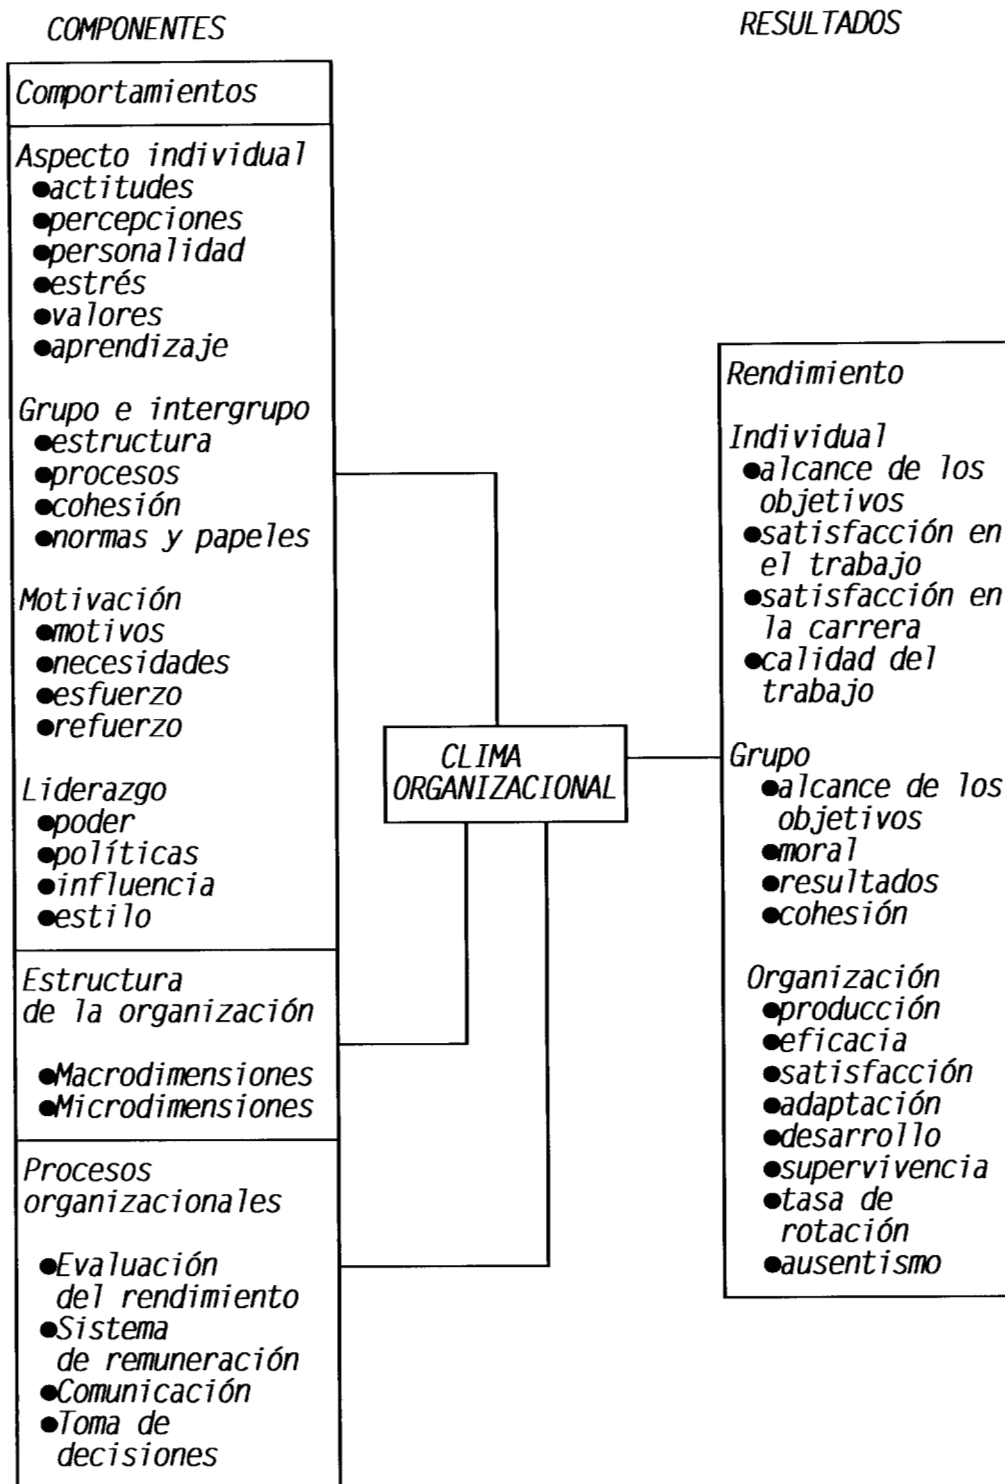 COMPONENTES
Comportamientos
Aspecto individual
●actitudes
●percepciones
●personalidad
●estrés
●valores
●aprendizaje
Grupo e intergrupo
●estructura
●procesos
●cohesión
●normas y papeles
Motivación
●motivos
●necesidades
●esfuerzo
●refuerzo
Liderazgo
●poder
●políticas
●influencia
●estilo
Estructura
de la organización
●Macrodimensiones
●Microdimensiones
Procesos
organizacionales
●Evaluación
del rendimiento
●Sistema
de remuneración
●Comunicación
●Toma de
decisiones
CLIMA
ORGANIZACIONAL
RESULTADOS
Rendimiento
Individual
●alcance de los
objetivos
●satisfacción en
el trabajo
●satisfacción en
la carrera
●calidad del
trabajo
Grupo
●alcance de los
objetivos
●moral
●resultados
●cohesión
Organización
●producción
●eficacia
●satisfacción
●adaptación
●desarrollo
●supervivencia
●tasa de
rotación
●ausentismo